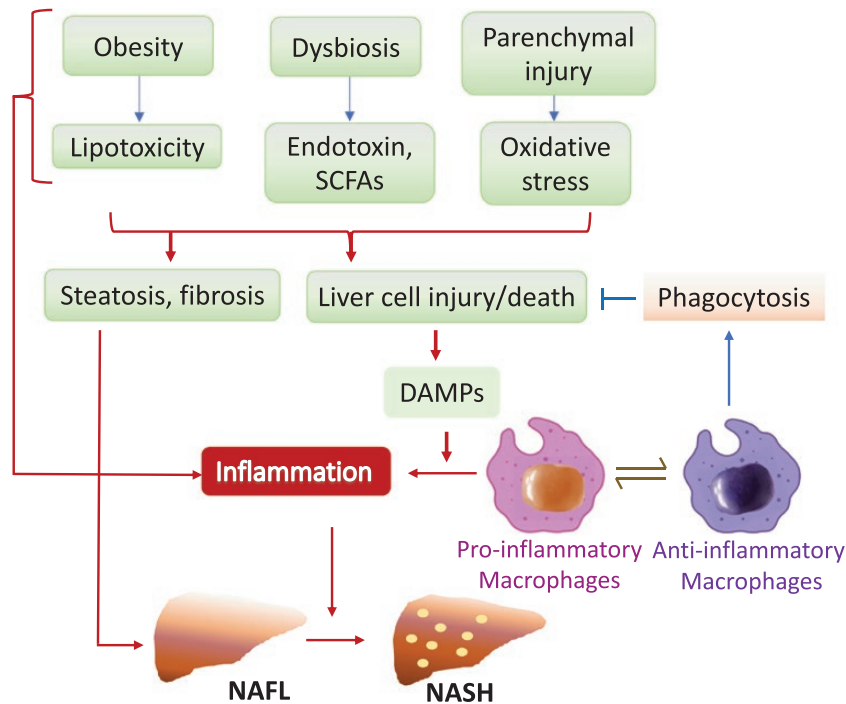 Obesity
Dysbiosis
Parenchymal
injury
Lipotoxicity
Endotoxin,
SCFAs
Oxidative
stress
Steatosis, fibrosis
Liver cell injury/death
Phagocytosis
DAMPs
Inflammation
Pro-inflammatory
Macrophages
Anti-inflammatory
Macrophages
NAFL
NASH